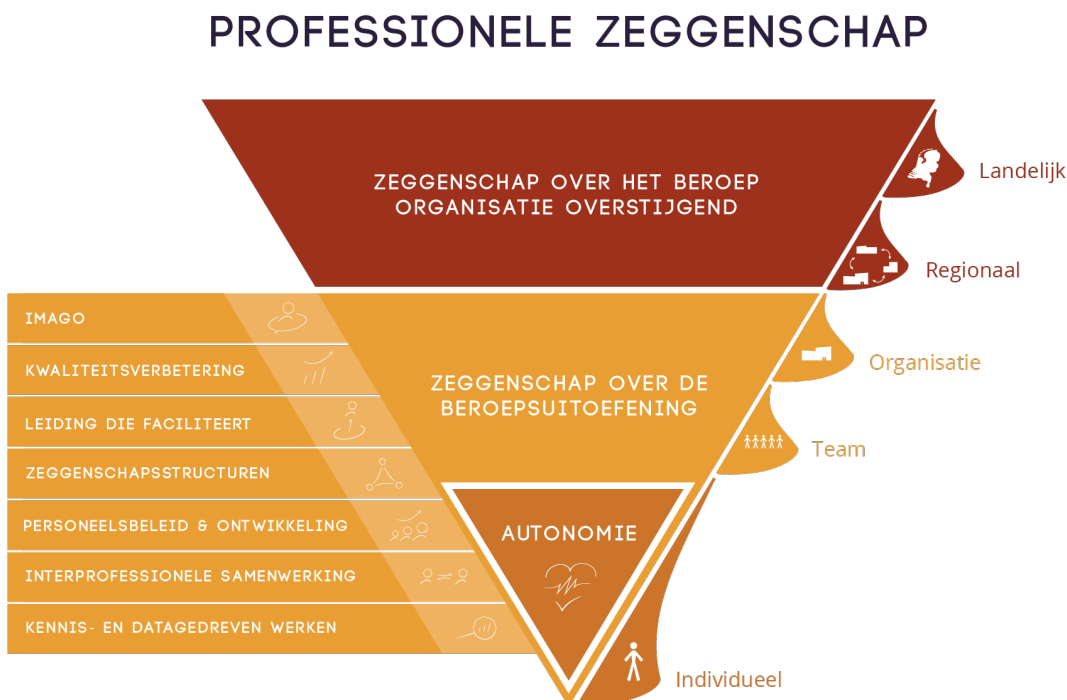 PROFESSIONELE ZEGGENSCHAP
ZEGGENSCHAP OVER HET BEROEP
ORGANISATIE OVERSTIJGEND
Landelijk
Regionaal
IMAGO
KWALITEITSVERBETERING
LEIDING DIE FACILITEERT
ZEGGENSCHAPSSTRUCTUREN
PERSONEELSBELEID & ONTWIKKELING
INTERPROFESSIONELE SAMENWERKING
KENNIS- EN DATAGEDREVEN WERKEN
ZEGGENSCHAP OVER DE
BEROEPSUITOEFENING
Organisatie
Team
AUTONOMIE
Individueel